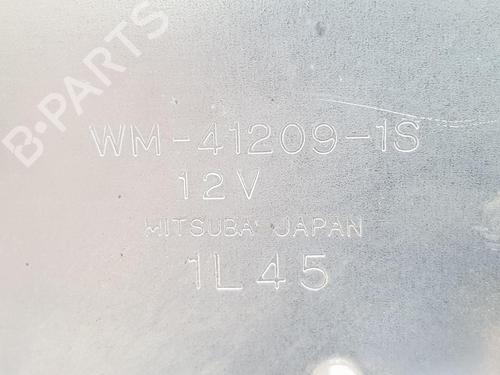 B-PARTS
WM-41209-1S
12V
MITSUBA JAPAN
1L45